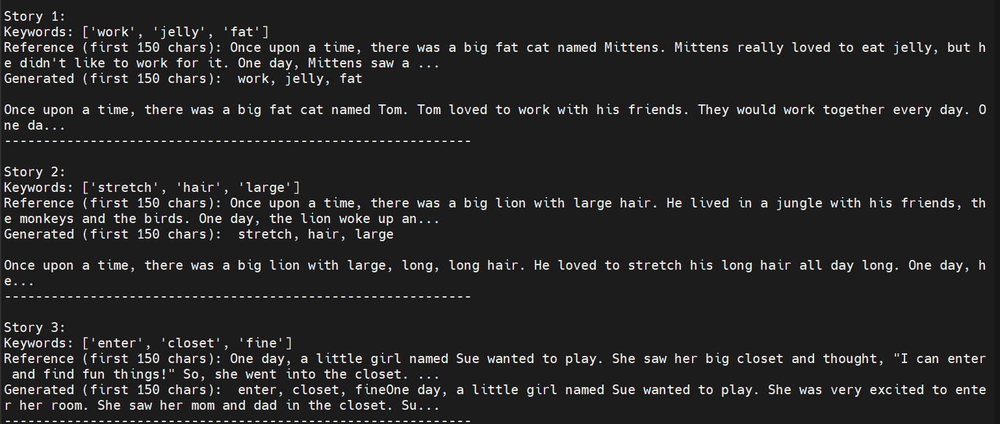 Story 1:
Keywords: ['work', 'jelly', 'fat']
Reference (first 150 chars): Once upon a time, there was a big fat cat named Mittens. Mittens really loved to eat jelly, but h
e didn't like to work for it. One day, Mittens saw a ...
Generated (first 150 chars):  work, jelly, fat

Once upon a time, there was a big fat cat named Tom. Tom loved to work with his friends. They would work together every day. O
ne da...
------------------------------------------------------------

Story 2:
Keywords: ['stretch', 'hair', 'large']
Reference (first 150 chars): Once upon a time, there was a big lion with large hair. He lived in a jungle with his friends, th
e monkeys and the birds. One day, the lion woke up an...
Generated (first 150 chars):  stretch, hair, large

Once upon a time, there was a big lion with large, long, long hair. He loved to stretch his long hair all day long. One day, h
e...
------------------------------------------------------------

Story 3:
Keywords: ['enter', 'closet', 'fine']
Reference (first 150 chars): One day, a little girl named Sue wanted to play. She saw her big closet and thought, "I can enter
 and find fun things!" So, she went into the closet. ...
Generated (first 150 chars):  enter, closet, fineOne day, a little girl named Sue wanted to play. She was very excited to ente
r her room. She saw her mom and dad in the closet. Su...
------------------------------------------------------------